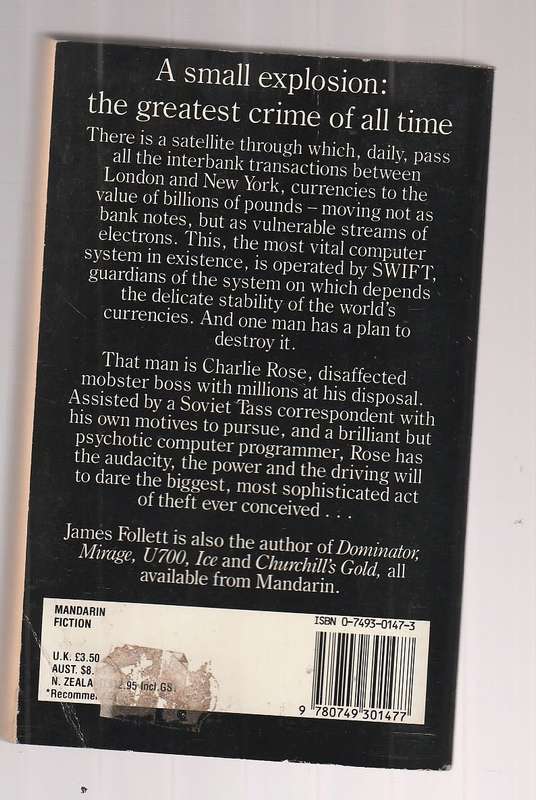 A small explosion:
the greatest crime of all time
There is a satellite through which, daily, pass
all the interbank transactions between
London and New York, currencies to the
value of billions of pounds – moving not as
bank notes, but as vulnerable streams of
electrons. This, the most vital computer
system in existence, is operated by SWIFT,
guardians of the system on which depends
the delicate stability of the world's
currencies. And one man has a plan to
destroy it.
That man is Charlie Rose, disaffected
mobster boss with millions at his disposal.
Assisted by a Soviet Tass correspondent with
his own motives to pursue, and a brilliant but
psychotic computer programmer, Rose has
the audacity, the power and the driving will
to dare the biggest, most sophisticated act
of theft ever conceived . . .
James Follett is also the author of Dominator,
Mirage, U700, Ice and Churchill's Gold, all
available from Mandarin.
MANDARIN
FICTION
ISBN 0-7493-0147-3
U.K. £3.50
AUST. $8.
N. ZEALA 2.95 incl.GS
*Recomme
9 780749 301477